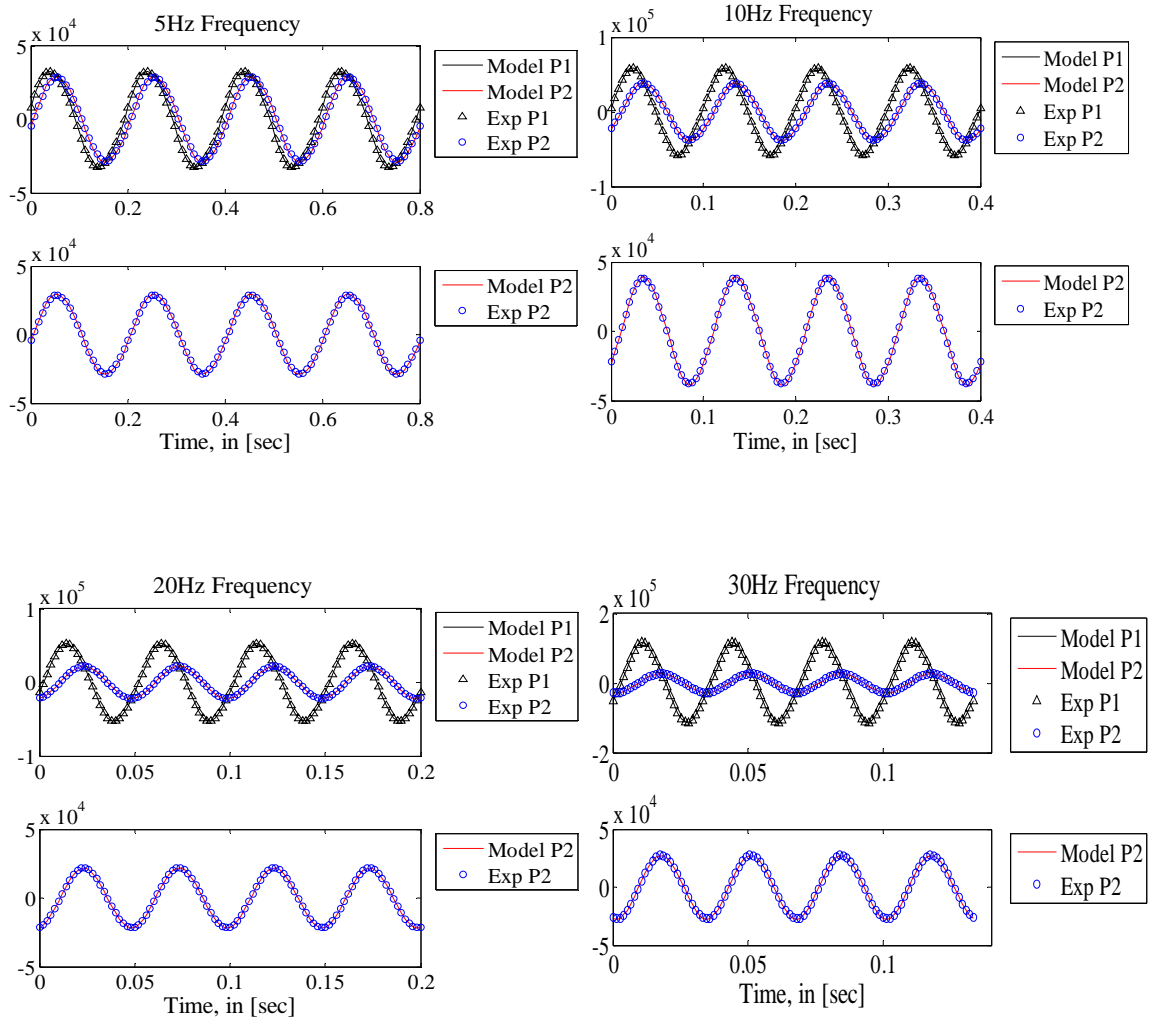 5Hz Frequency
x 10^4
5
0
-5
0 0.2 0.4 0.6 0.8
Model P1
Model P2
Exp P1
Exp P2
x 10^4
5
0
-5
0 0.2 0.4 0.6 0.8
Time, in [sec]
Model P2
Exp P2
10Hz Frequency
x 10^5
1
0
-1
0 0.1 0.2 0.3 0.4
Model P1
Model P2
Exp P1
Exp P2
x 10^4
5
0
-5
0 0.1 0.2 0.3 0.4
Time, in [sec]
Model P2
Exp P2
20Hz Frequency
x 10^5
1
0
-1
0 0.05 0.1 0.15 0.2
Model P1
Model P2
Exp P1
Exp P2
x 10^4
5
0
-5
0 0.05 0.1 0.15 0.2
Time, in [sec]
Model P2
Exp P2
30Hz Frequency
x 10^5
2
0
-2
0 0.05 0.1
Model P1
Model P2
Exp P1
Exp P2
x 10^4
5
0
-5
0 0.05 0.1
Time, in [sec]
Model P2
Exp P2